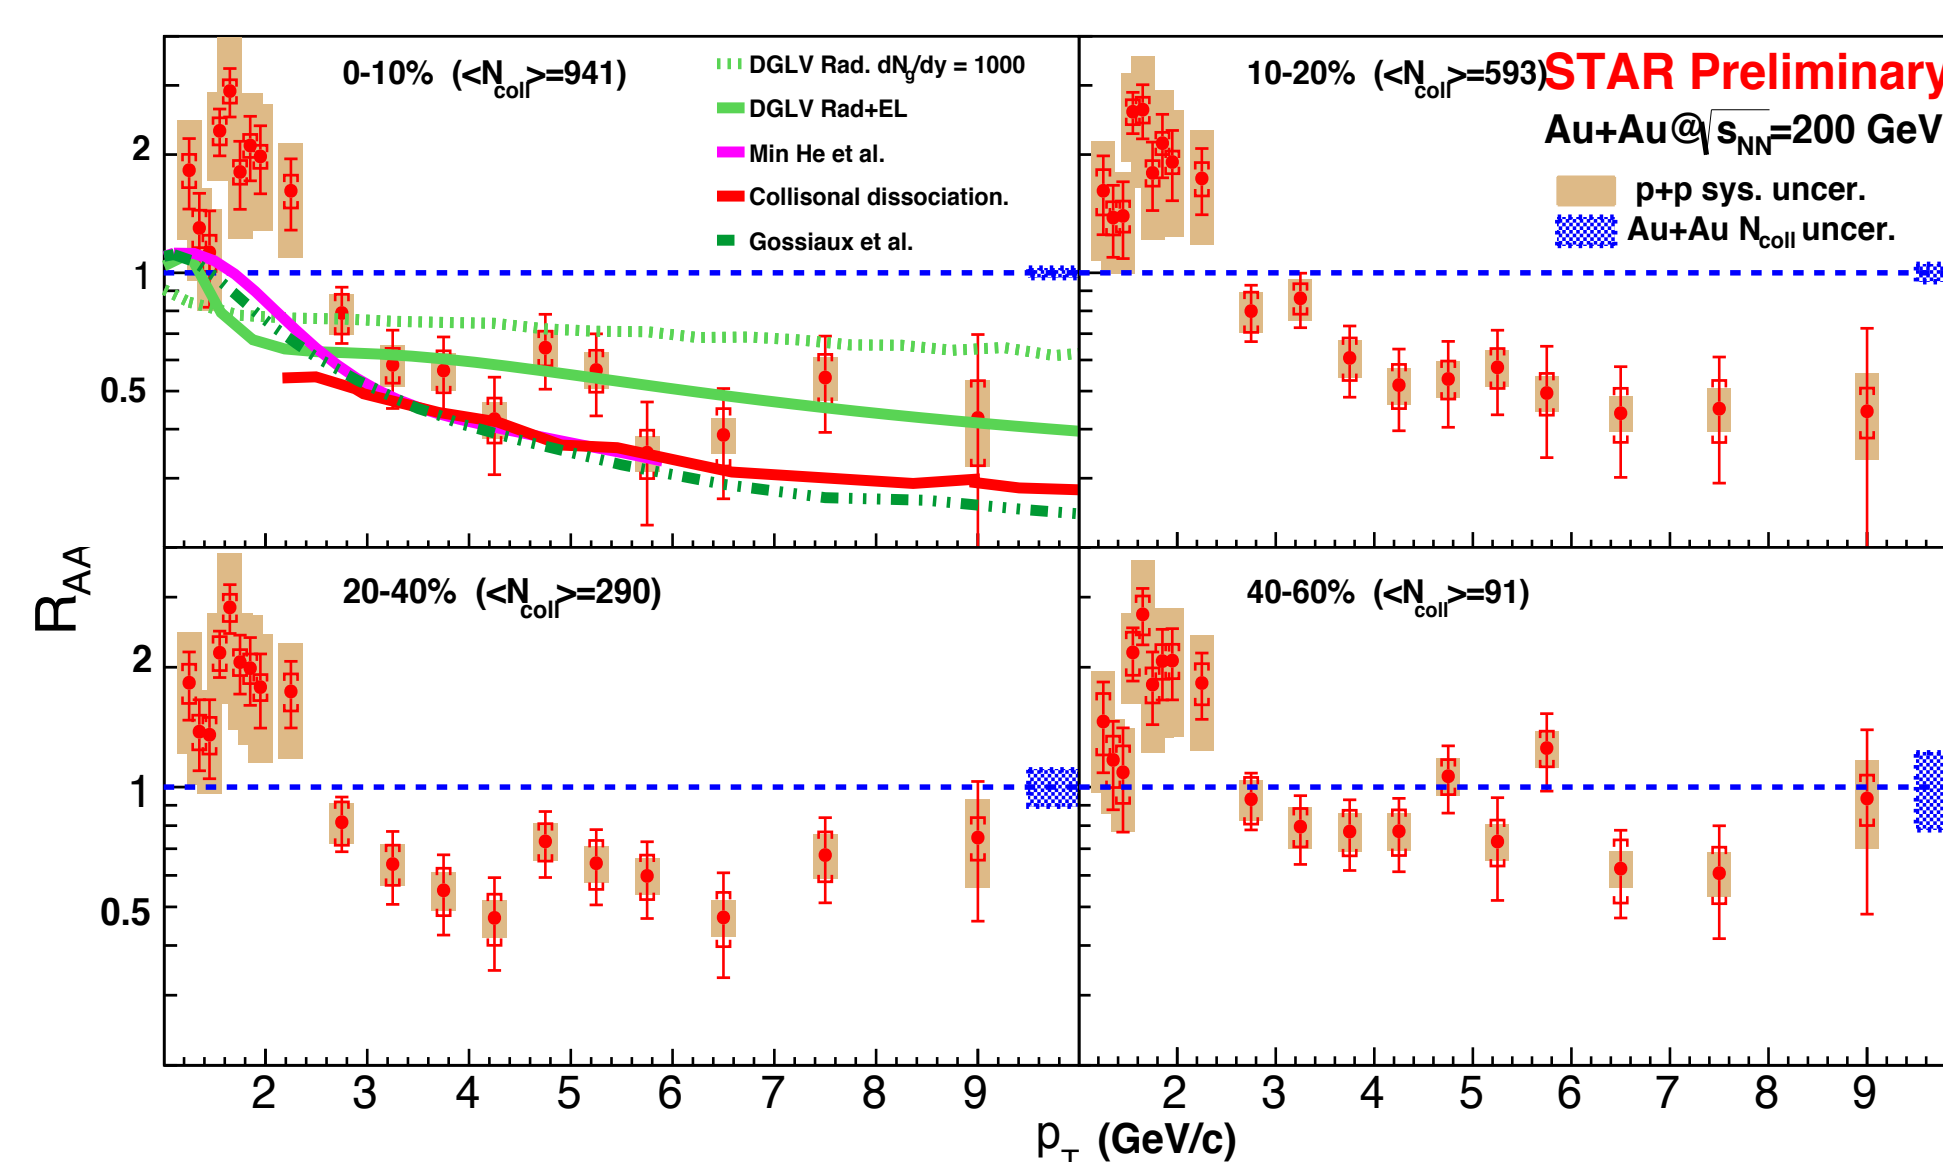 0-10% (<N_coll>=941)
DGLV Rad. dN_g/dy = 1000
DGLV Rad+EL
Min He et al.
Collisonal dissociation.
Gossiaux et al.
10-20% (<N_coll>=593)
STAR Preliminary
Au+Au@√s_NN=200 GeV
p+p sys. uncer.
Au+Au N_coll uncer.
2
1
0.5
R_AA
20-40% (<N_coll>=290)
40-60% (<N_coll>=91)
2
1
0.5
2 3 4 5 6 7 8 9
2 3 4 5 6 7 8 9
p_T (GeV/c)